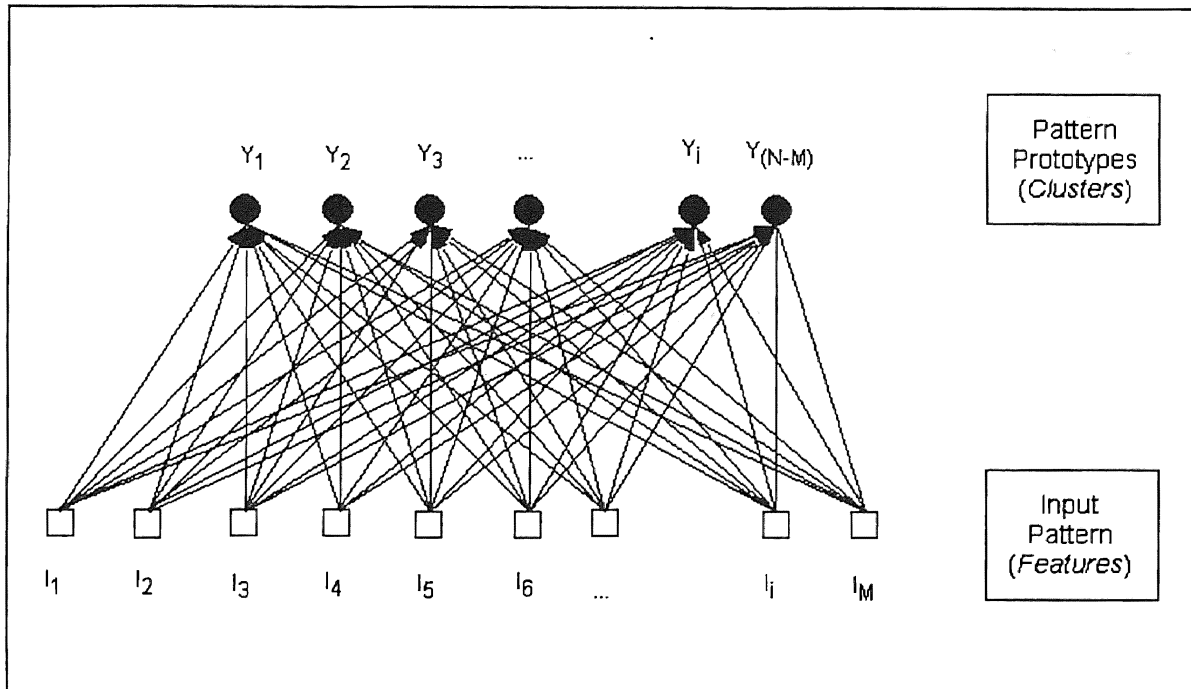 Y1 Y2 Y3 ... Yi Y(N-M)
Pattern
Prototypes
(Clusters)
Input
Pattern
(Features)
I1 I2 I3 I4 I5 I6 ... Ii IM